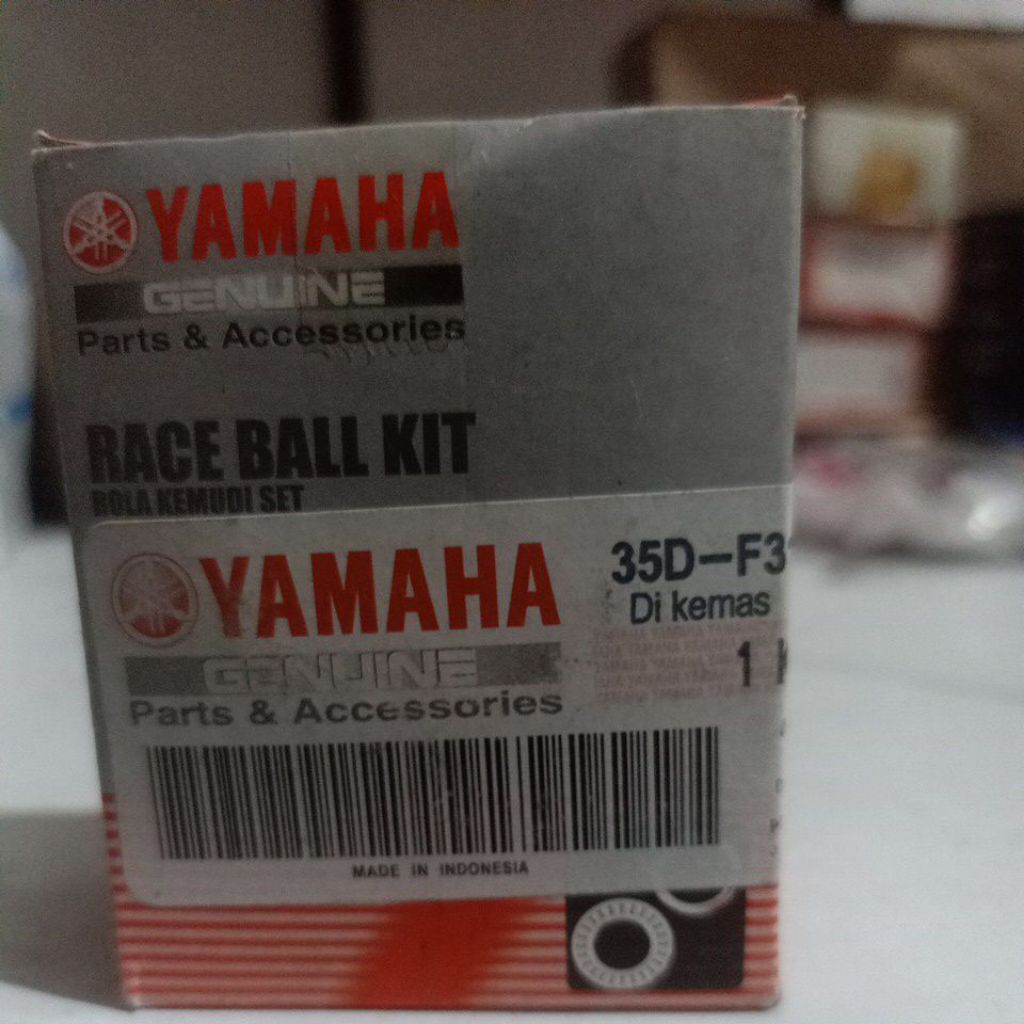 YAMAHA
GENUINE
Parts & Accessories
RACE BALL KIT
BOLA KEMUDI SET
YAMAHA
35D-F3
Di kemas
1
GENUINE
Parts & Accessories
MADE IN INDONESIA